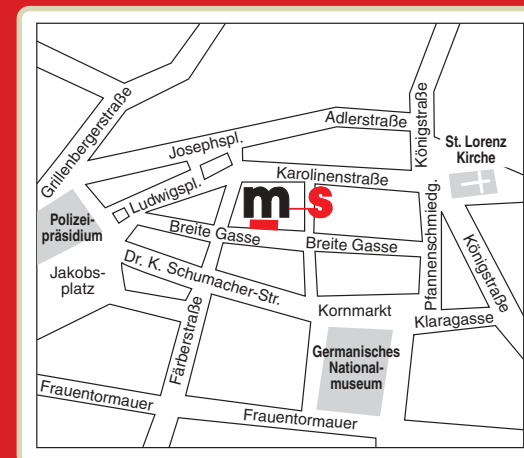 Grillenbergerstraße
Adlerstraße
Königstraße
Josephspl.
St. Lorenz
Kirche
Karolinenstraße
Ludwigspl.
m s
Polizei-
präsidium
Breite Gasse
Breite Gasse
Pfannenschmiedg.
Königstraße
Jakobs-
platz
Dr. K. Schumacher-Str.
Kornmarkt
Klaragasse
Färberstraße
Germanisches
National-
museum
Frauentormauer
Frauentormauer